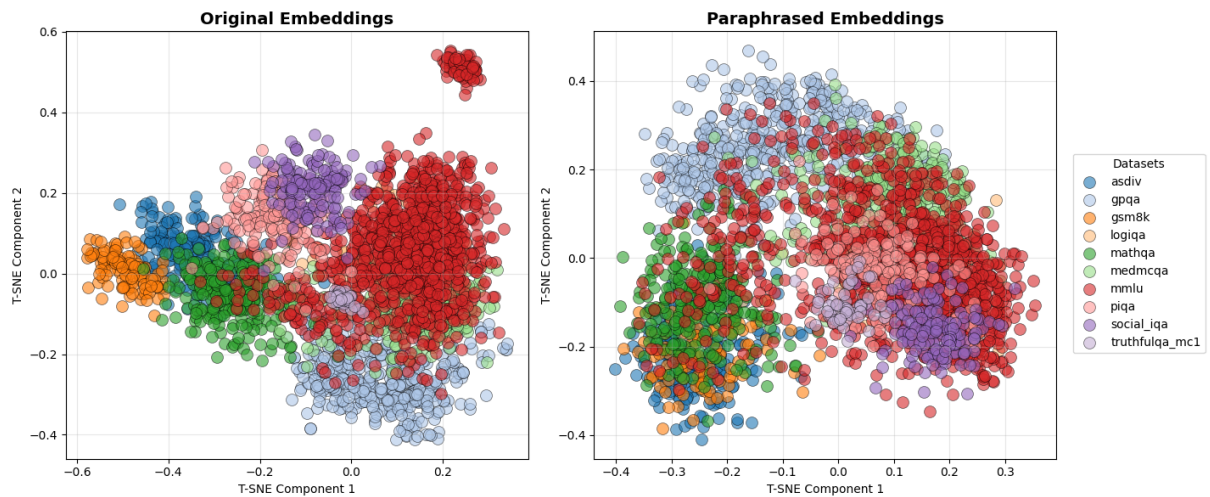 Original Embeddings
T-SNE Component 2
0.6
0.4
0.2
0.0
−0.2
−0.4
−0.6
−0.4
−0.2
0.0
0.2
T-SNE Component 1
Paraphrased Embeddings
T-SNE Component 2
0.4
0.2
0.0
−0.2
−0.4
−0.4
−0.3
−0.2
−0.1
0.0
0.1
0.2
0.3
T-SNE Component 1
Datasets
asdiv
gpqa
gsm8k
logiqa
mathqa
medmcqa
mmlu
piqa
social_iqa
truthfulqa_mc1